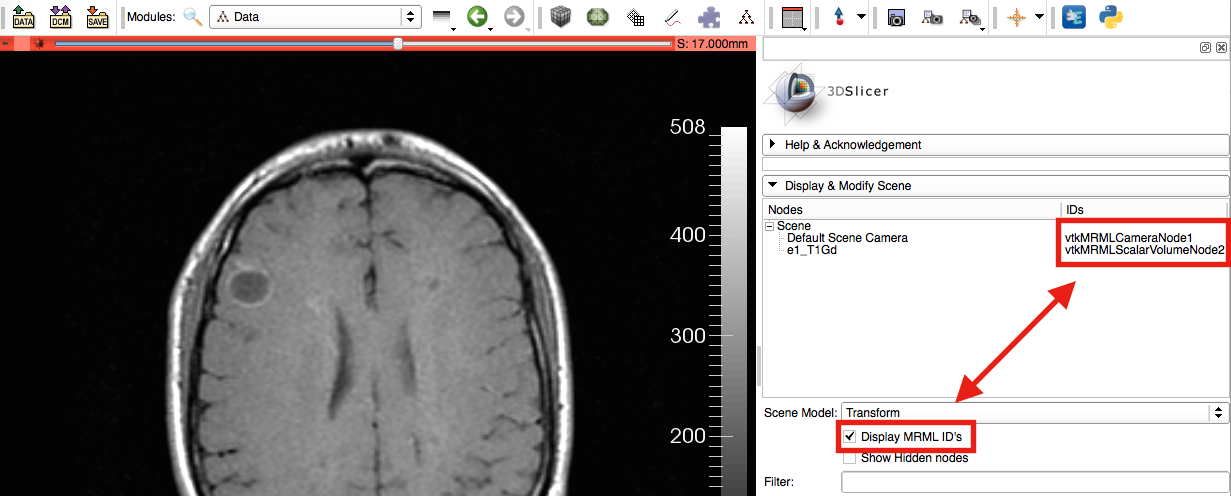 DATA
DCM
SAVE
Modules:
Data
S: 17.000mm
508
400
300
200
3DSlicer
Help & Acknowledgement
Display & Modify Scene
Nodes IDs
Scene
Default Scene Camera vtkMRMLCameraNode1
e1_T1Gd vtkMRMLScalarVolumeNode2
Scene Model: Transform
Display MRML ID's
Show Hidden nodes
Filter: